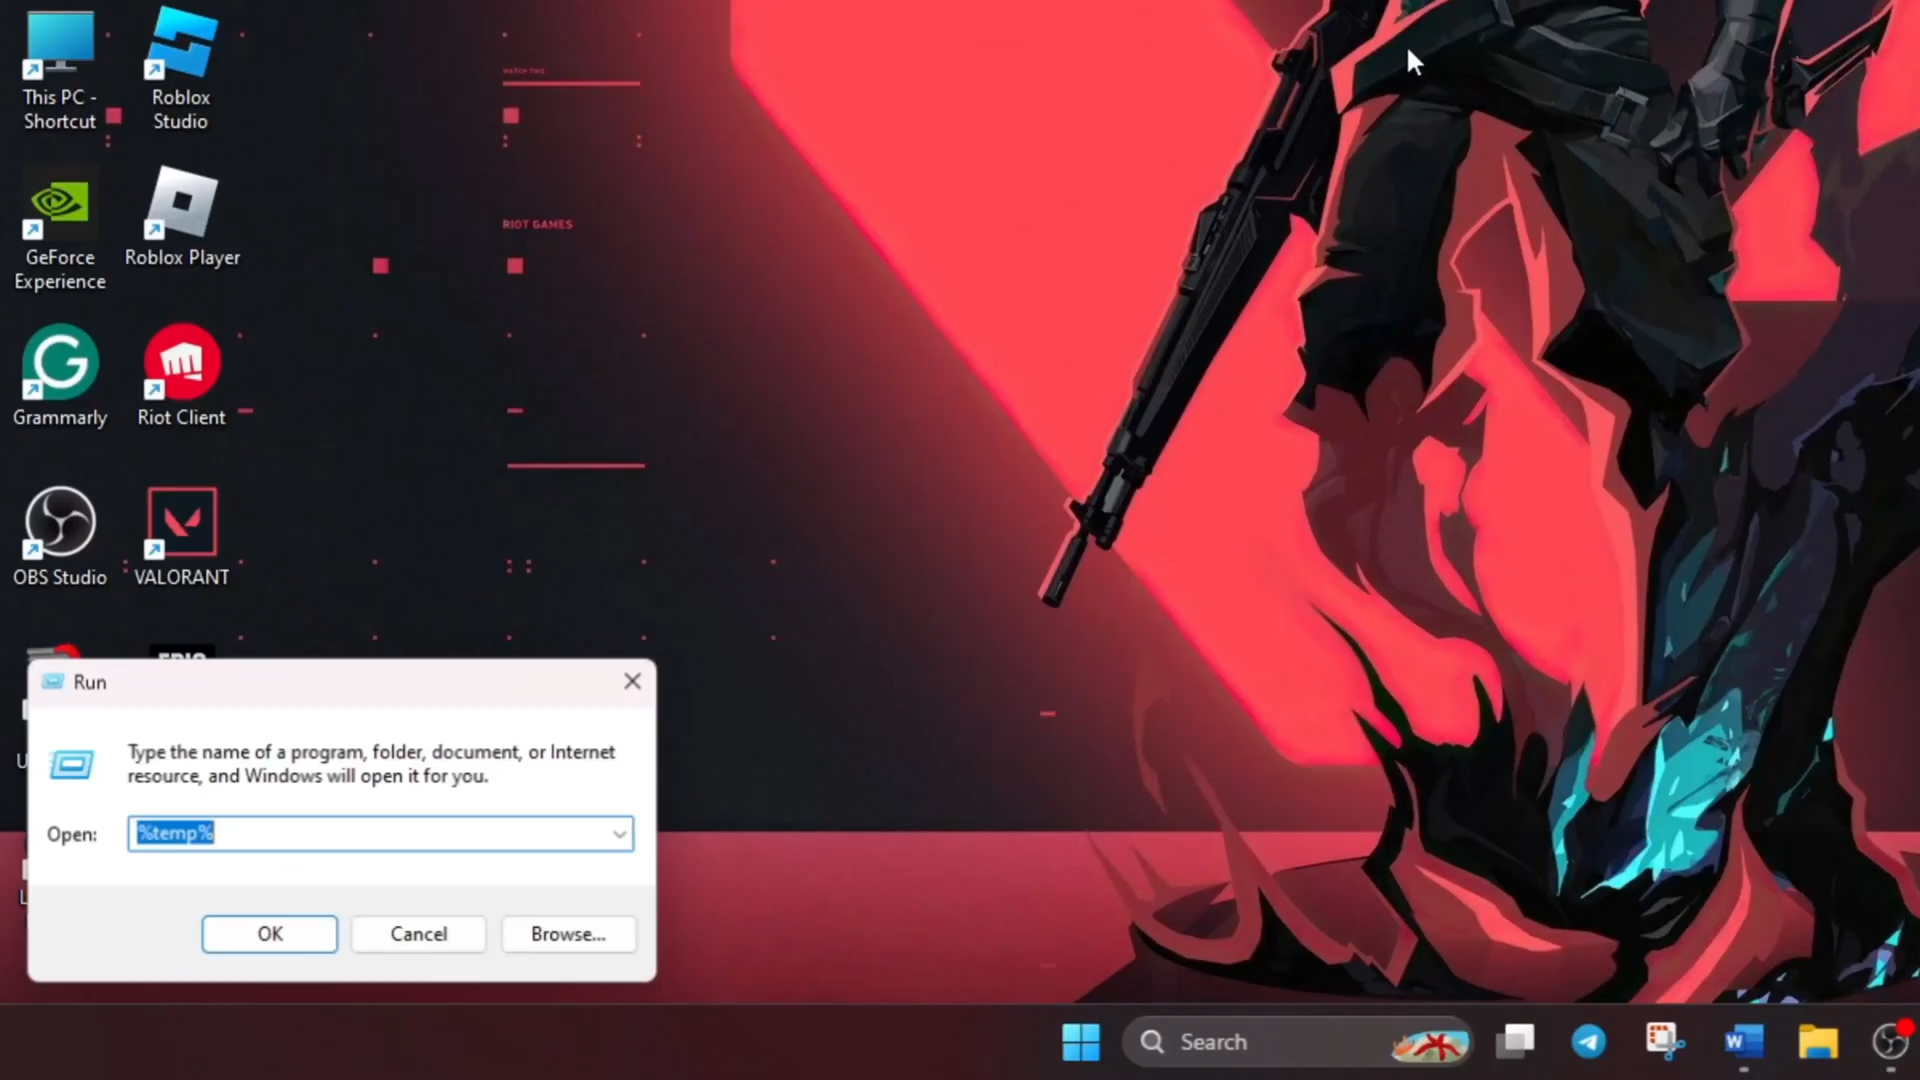 This PC -
Shortcut
Roblox
Studio
GeForce
Experience
Roblox Player
Grammarly
Riot Client
OBS Studio
VALORANT
WATCH THIS
RIOT GAMES
Run
Type the name of a program, folder, document, or Internet
resource, and Windows will open it for you.
Open:
%temp%
OK
Cancel
Browse...
Search
W